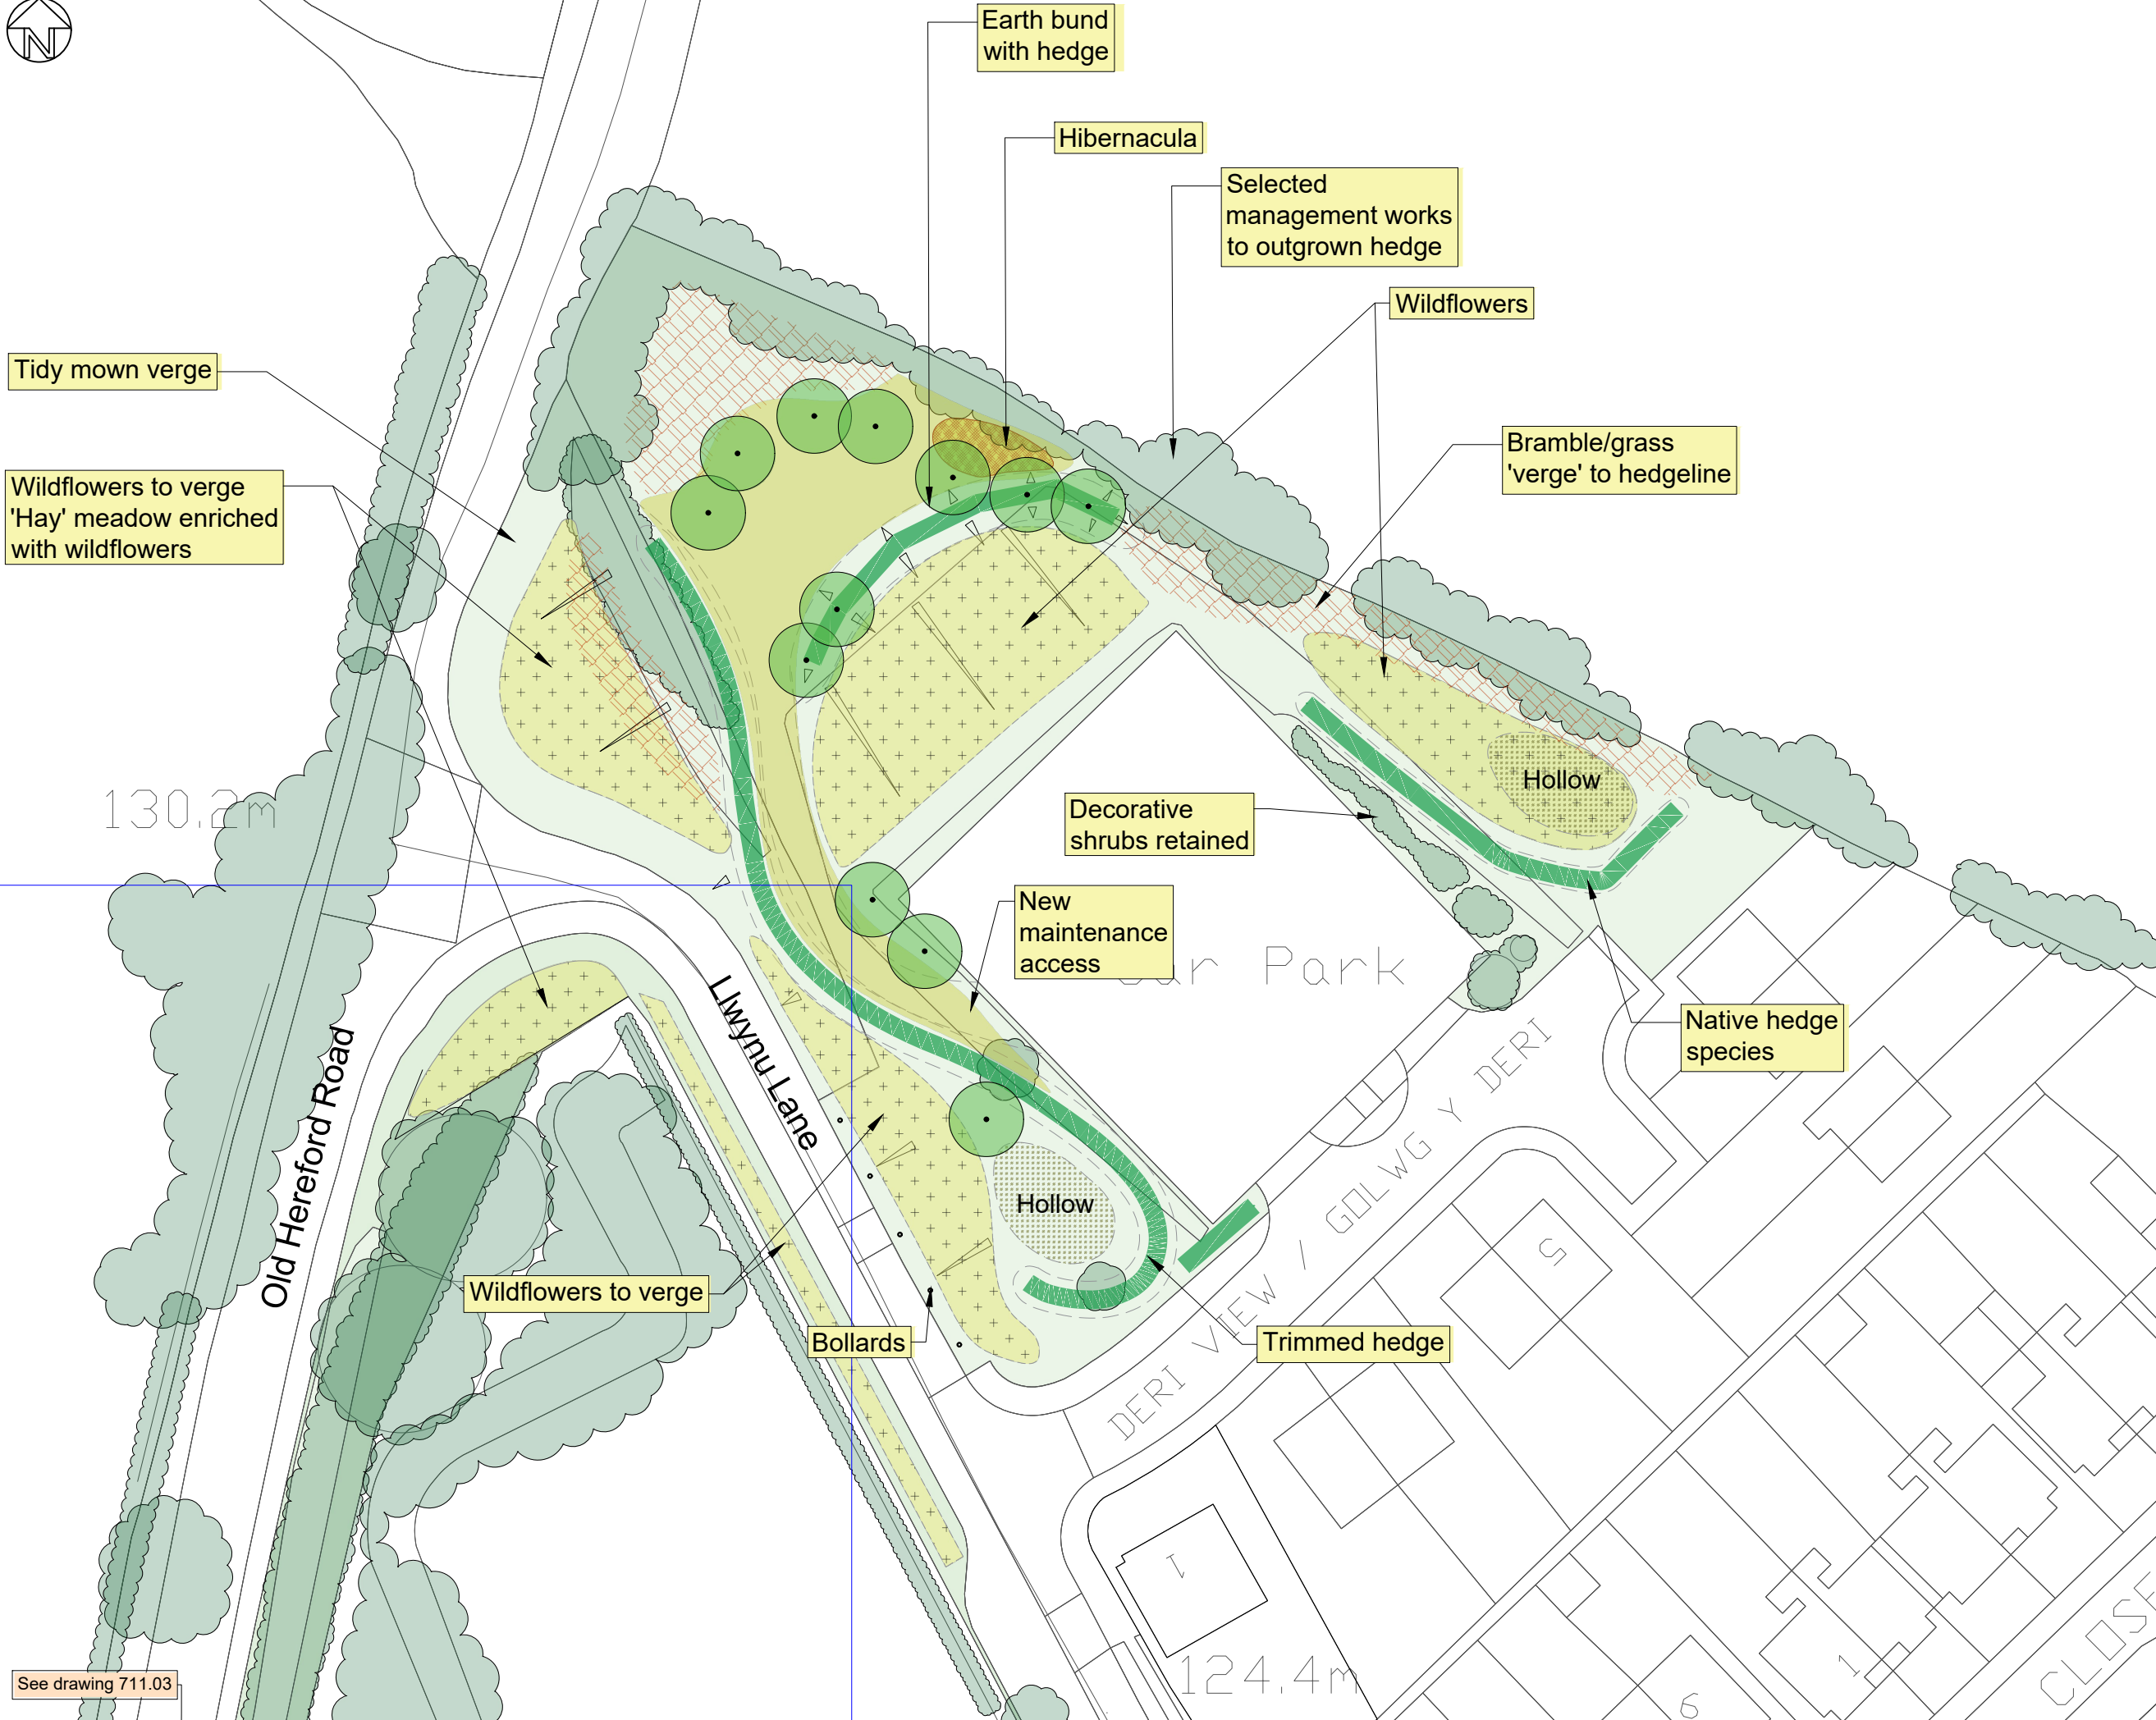 N
Earth bund
with hedge
Hibernacula
Selected
management works
to outgrown hedge
Wildflowers
Tidy mown verge
Bramble/grass
'verge' to hedgeline
Wildflowers to verge
'Hay' meadow enriched
with wildflowers
Hollow
130.2m
Decorative
shrubs retained
New
maintenance
access
Car Park
Native hedge
species
Llwynu Lane
Old Hereford Road
DERI VIEW / GOLWG Y DERI
Hollow
5
Wildflowers to verge
Bollards
Trimmed hedge
1
See drawing 711.03
124.4m
1
CLOSE